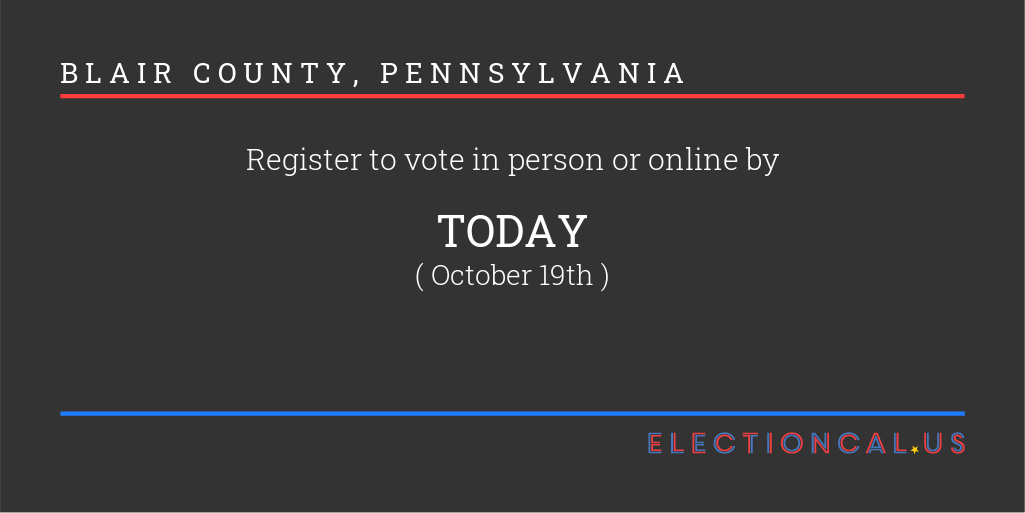 BLAIR COUNTY, PENNSYLVANIA
Register to vote in person or online by
TODAY
( October 19th )
ELECTIONCAL.US